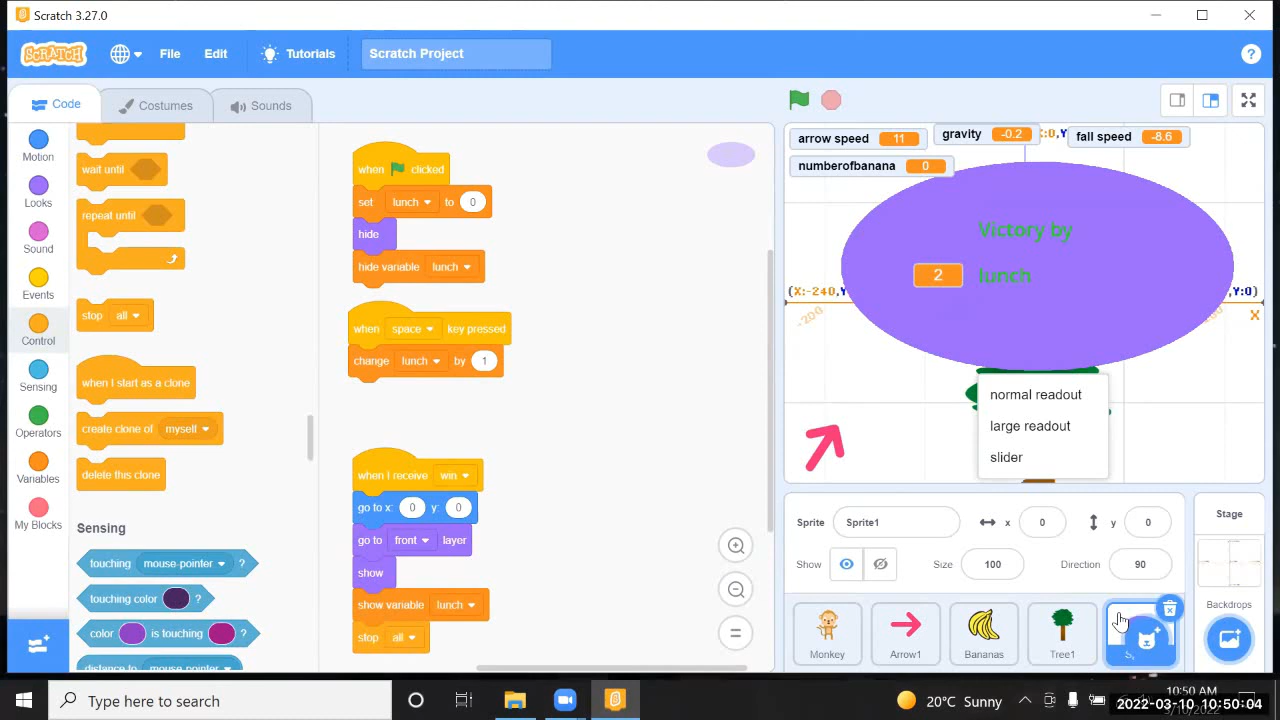 Scratch 3.27.0
SCRATCH
File
Edit
Tutorials
Scratch Project
?
Code
Costumes
Sounds
Motion
Looks
Sound
Events
Control
Sensing
Operators
Variables
My Blocks
wait until
repeat until
stop all
when I start as a clone
create clone of myself
delete this clone
Sensing
touching mouse-pointer ?
touching color ?
color is touching ?
distance to mouse-pointer
when clicked
set lunch to 0
hide
hide variable lunch
when space key pressed
change lunch by 1
when I receive win
go to x: 0 y: 0
go to front layer
show
show variable lunch
stop all
arrow speed 11
gravity -0.2
fall speed -8.6
numberofbanana 0
Victory by
2 lunch
(X:-240,Y
Y:0)
X
-200
normal readout
large readout
slider
Sprite
Sprite1
x 0
y 0
Show
Size 100
Direction 90
Monkey
Arrow1
Bananas
Tree1
Stage
Backdrops
Type here to search
20°C Sunny
10:50 AM
2022-03-10 10:50:04